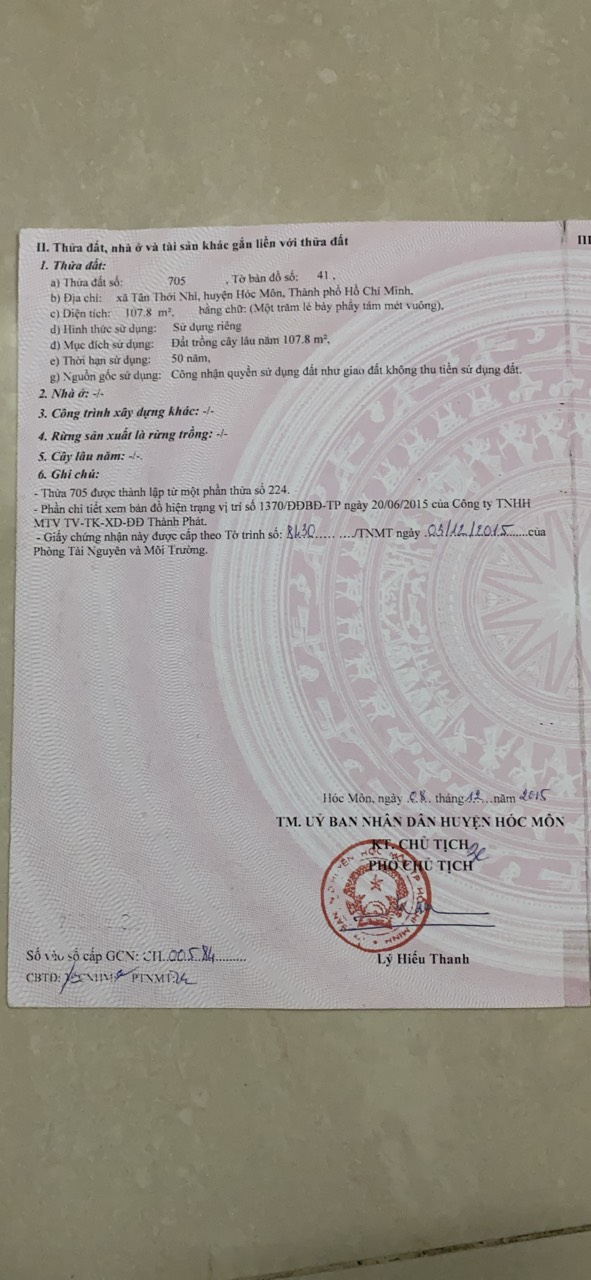 II. Thửa đất, nhà ở và tài sản khác gắn liền với thửa đất
III
1. Thửa đất:
a) Thửa đất số: 705 , Tờ bản đồ số: 41 ,
b) Địa chỉ: xã Tân Thới Nhì, huyện Hóc Môn, Thành phố Hồ Chí Minh,
c) Diện tích: 107.8 m², bằng chữ: (Một trăm lẻ bảy phẩy tám mét vuông),
d) Hình thức sử dụng: Sử dụng riêng
đ) Mục đích sử dụng: Đất trồng cây lâu năm 107.8 m²,
e) Thời hạn sử dụng: 50 năm,
g) Nguồn gốc sử dụng: Công nhận quyền sử dụng đất như giao đất không thu tiền sử dụng đất.
2. Nhà ở: -/-
3. Công trình xây dựng khác: -/-
4. Rừng sản xuất là rừng trồng: -/-
5. Cây lâu năm: -/-.
6. Ghi chú:
- Thửa 705 được thành lập từ một phần thửa số 224.
- Phần chi tiết xem bản đồ hiện trạng vị trí số 1370/ĐĐBĐ-TP ngày 20/06/2015 của Công ty TNHH
MTV TV-TK-XD-ĐĐ Thành Phát.
- Giấy chứng nhận này được cấp theo Tờ trình số: 8430......../TNMT ngày 03/12/2015......của
Phòng Tài Nguyên và Môi Trường.
Hóc Môn, ngày 08 tháng 12 năm 2015
TM. UỶ BAN NHÂN DÂN HUYỆN HÓC MÔN
KT. CHỦ TỊCH
PHÓ CHỦ TỊCH
Lý Hiếu Thanh
Số vào sổ cấp GCN: CH.00584.........
CBTĐ: PTNMT: